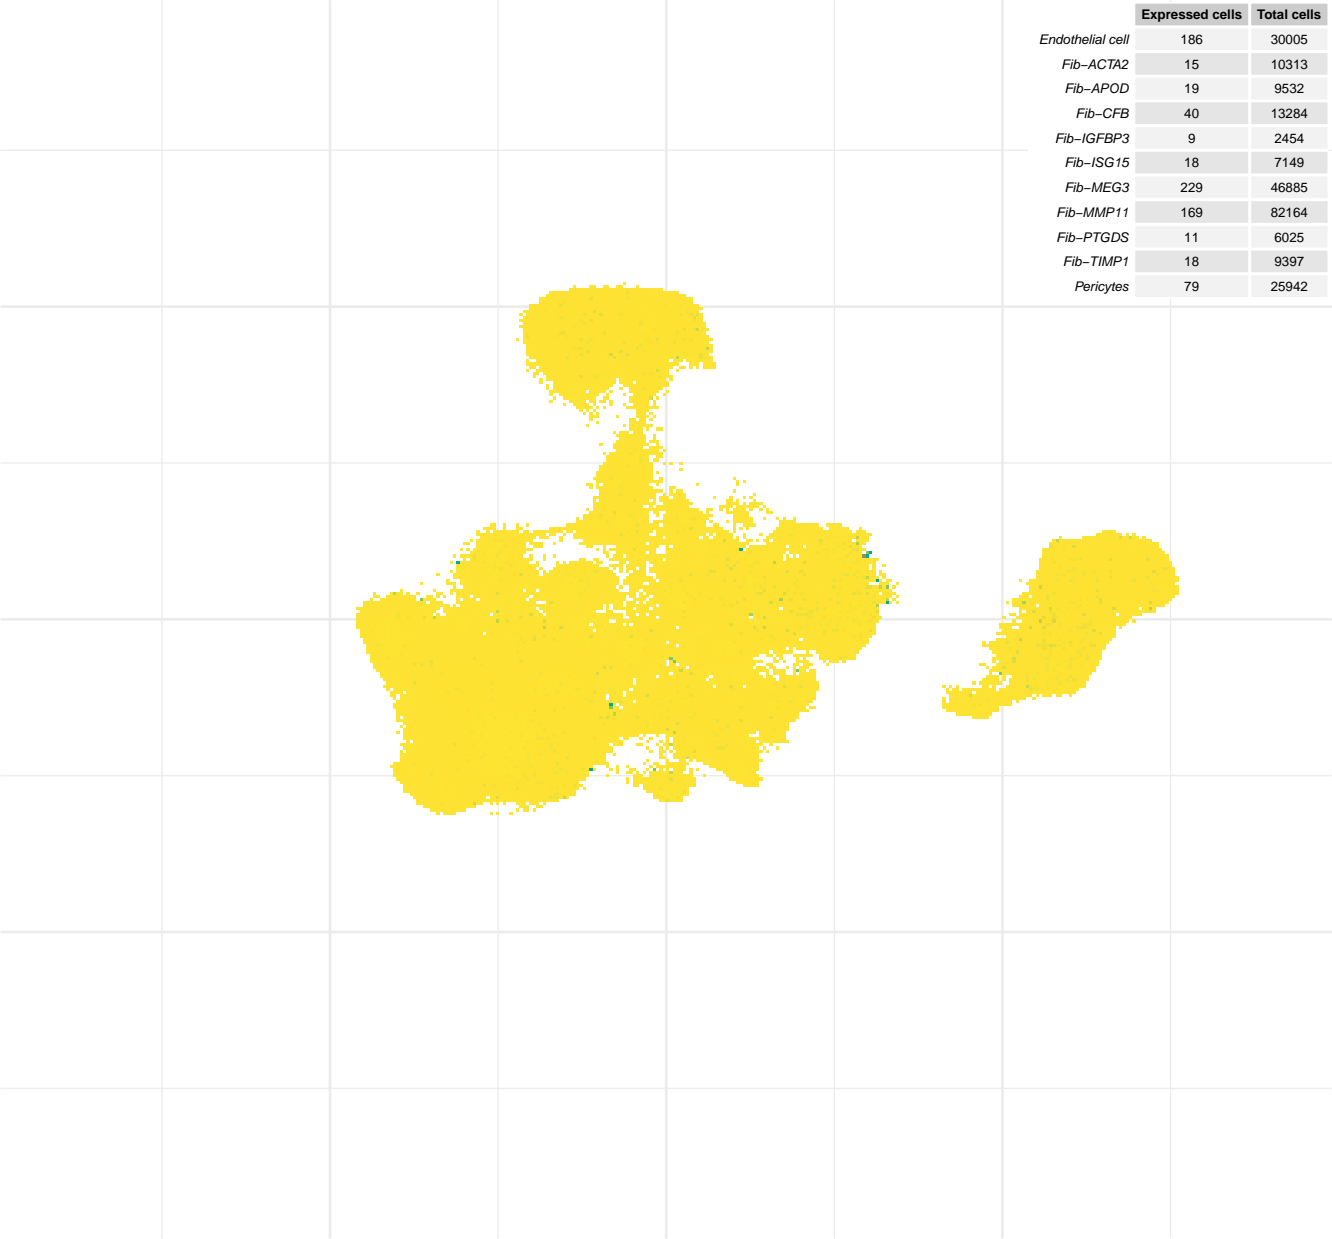 Expressed cells Total cells
Endothelial cell 186 30005
Fib−ACTA2 15 10313
Fib−APOD 19 9532
Fib−CFB 40 13284
Fib−IGFBP3 9 2454
Fib−ISG15 18 7149
Fib−MEG3 229 46885
Fib−MMP11 169 82164
Fib−PTGDS 11 6025
Fib−TIMP1 18 9397
Pericytes 79 25942